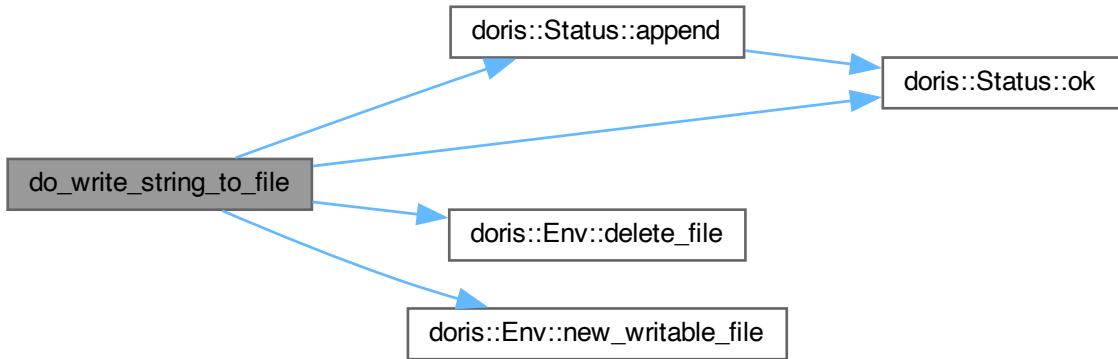 doris::Status::append
doris::Status::ok
do_write_string_to_file
doris::Env::delete_file
doris::Env::new_writable_file